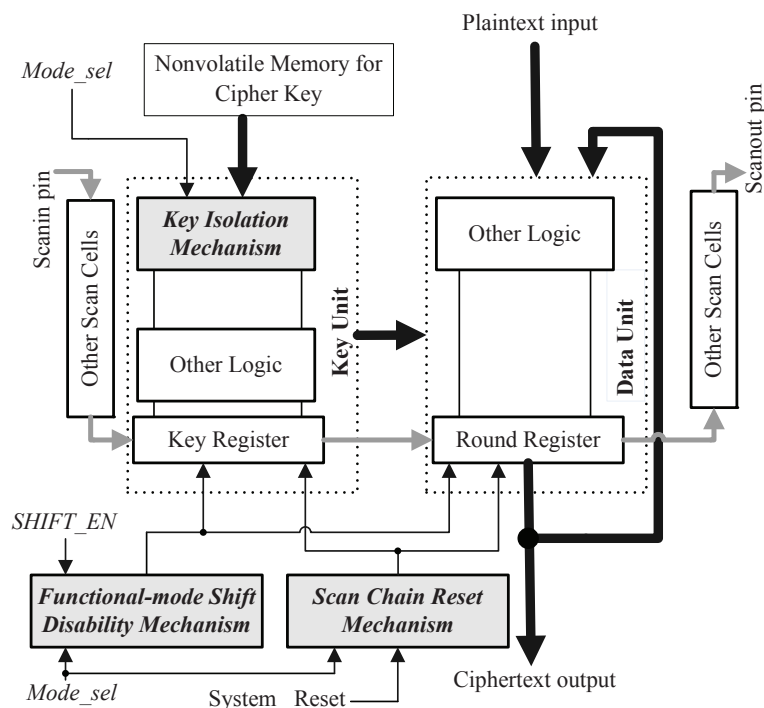 Plaintext input
Mode_sel
Nonvolatile Memory for
Cipher Key
Scanin pin
Scanout pin
Key Isolation
Mechanism
Other Logic
Other Scan Cells
Key Unit
Data Unit
Other Scan Cells
Other Logic
Key Register
Round Register
SHIFT_EN
Functional-mode Shift
Disability Mechanism
Scan Chain Reset
Mechanism
Mode_sel
System Reset
Ciphertext output